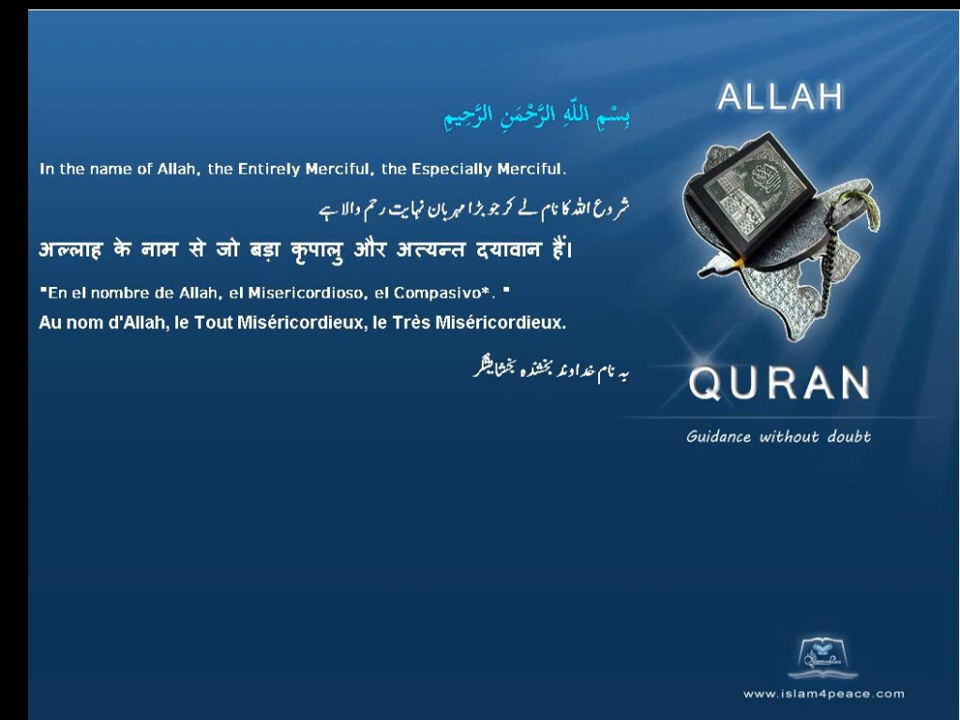 بِسْمِ اللَّهِ الرَّحْمَنِ الرَّحِيمِ
In the name of Allah, the Entirely Merciful, the Especially Merciful.
شروع الله کا نام لے کر جو بڑا مہربان نہایت رحم والا ہے
अल्लाह के नाम से जो बड़ा कृपालु और अत्यन्त दयावान हैं।
"En el nombre de Allah, el Misericordioso, el Compasivo*. "
Au nom d'Allah, le Tout Miséricordieux, le Très Miséricordieux.
به نام خداوند بخشنده بخشایشگر
ALLAH
QURAN
Guidance without doubt
www.islam4peace.com